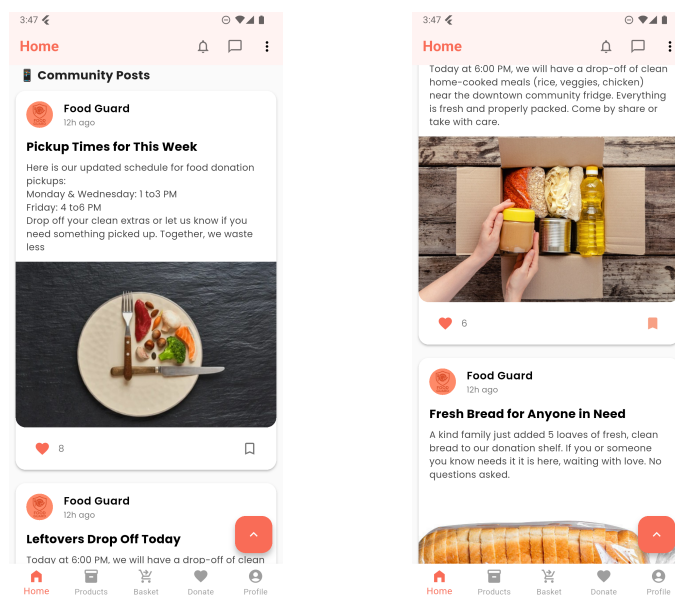 3:47
Home
📱 Community Posts
Food Guard
12h ago
Pickup Times for This Week
Here is our updated schedule for food donation
pickups:
Monday & Wednesday: 1 to3 PM
Friday: 4 to6 PM
Drop off your clean extras or let us know if you
need something picked up. Together, we waste
less
8
Food Guard
12h ago
Leftovers Drop Off Today
Today at 6:00 PM, we will have a drop-off of clean
Home
Products
Basket
Donate
Profile
3:47
Home
Today at 6:00 PM, we will have a drop-off of clean
home-cooked meals (rice, veggies, chicken)
near the downtown community fridge. Everything
is fresh and properly packed. Come by share or
take with care.
6
Food Guard
12h ago
Fresh Bread for Anyone in Need
A kind family just added 5 loaves of fresh, clean
bread to our donation shelf. If you or someone
you know needs it it is here, waiting with love. No
questions asked.
Home
Products
Basket
Donate
Profile